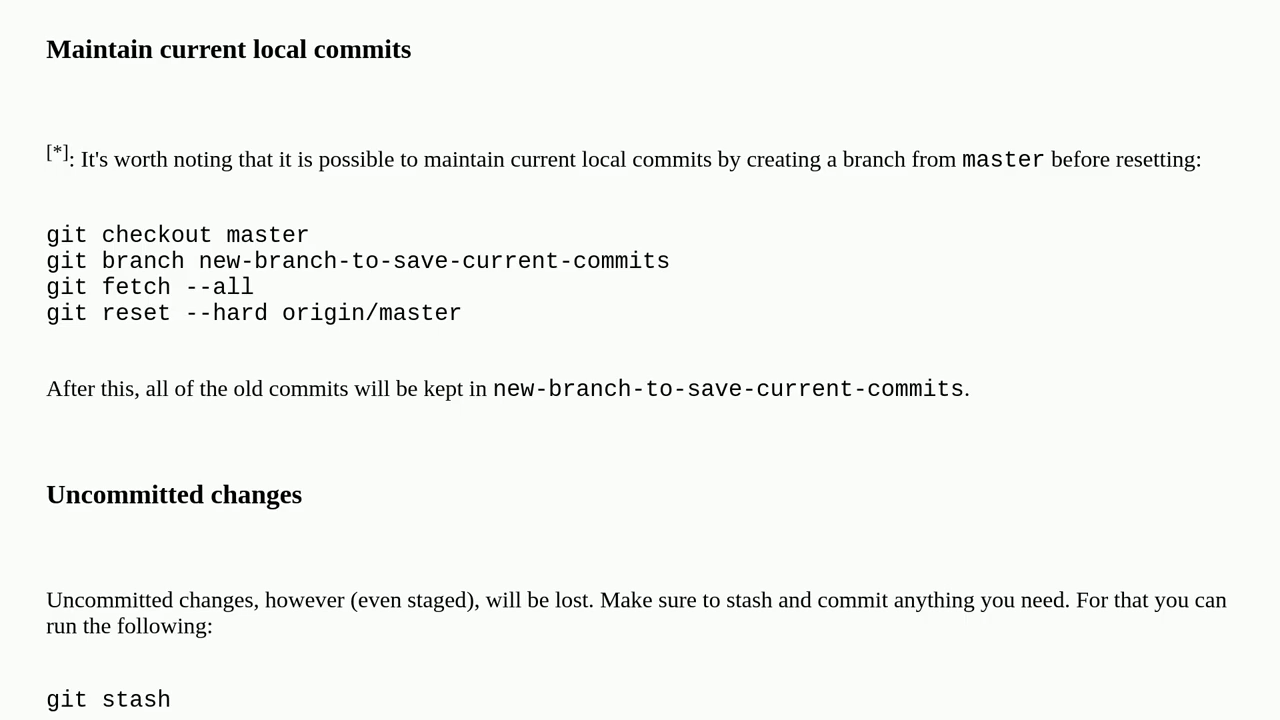 Maintain current local commits
[*]: It's worth noting that it is possible to maintain current local commits by creating a branch from master before resetting:
git checkout master
git branch new-branch-to-save-current-commits
git fetch --all
git reset --hard origin/master
After this, all of the old commits will be kept in new-branch-to-save-current-commits.
Uncommitted changes
Uncommitted changes, however (even staged), will be lost. Make sure to stash and commit anything you need. For that you can
run the following:
git stash